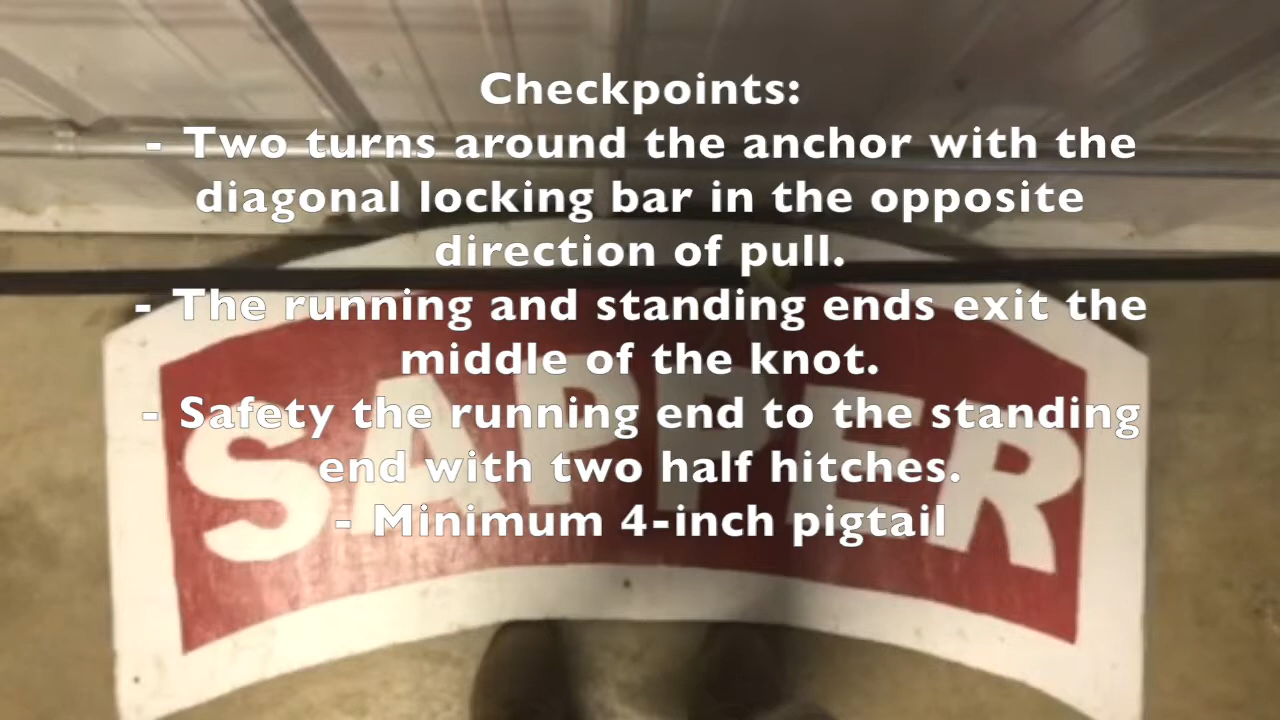 Checkpoints:
- Two turns around the anchor with the
diagonal locking bar in the opposite
direction of pull.
- The running and standing ends exit the
middle of the knot.
- Safety the running end to the standing
end with two half hitches.
- Minimum 4-inch pigtail
SAPPER